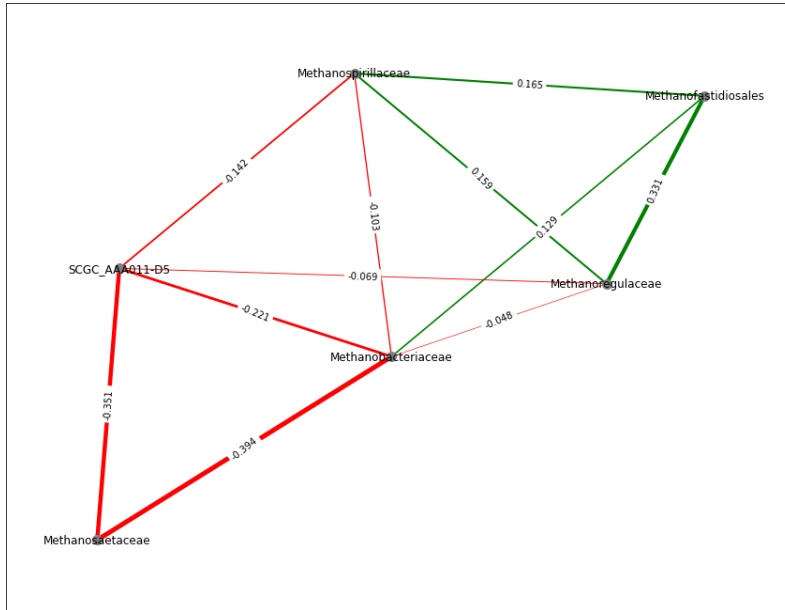 Methanospirillaceae
0.165
Methanofastidiosales
-0.142
0.159
0.331
-0.103
0.129
SCGC_AAA011-D5
-0.069
Methanoregulaceae
-0.221
-0.048
Methanobacteriaceae
-0.351
-0.394
Methanosaetaceae